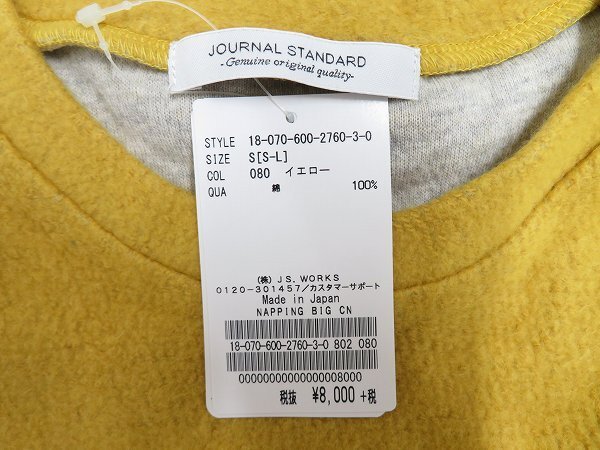 JOURNAL STANDARD
-Genuine original quality-
STYLE 18-070-600-2760-3-0
SIZE S[S-L]
COL 080 イエロー
QUA 綿 100%
(株)JS.WORKS
0120-301457/カスタマーサポート
Made in Japan
NAPPING BIG CN
18-070-600-2760-3-0 802 080
00000000000000008000
税抜 ¥8,000 +税